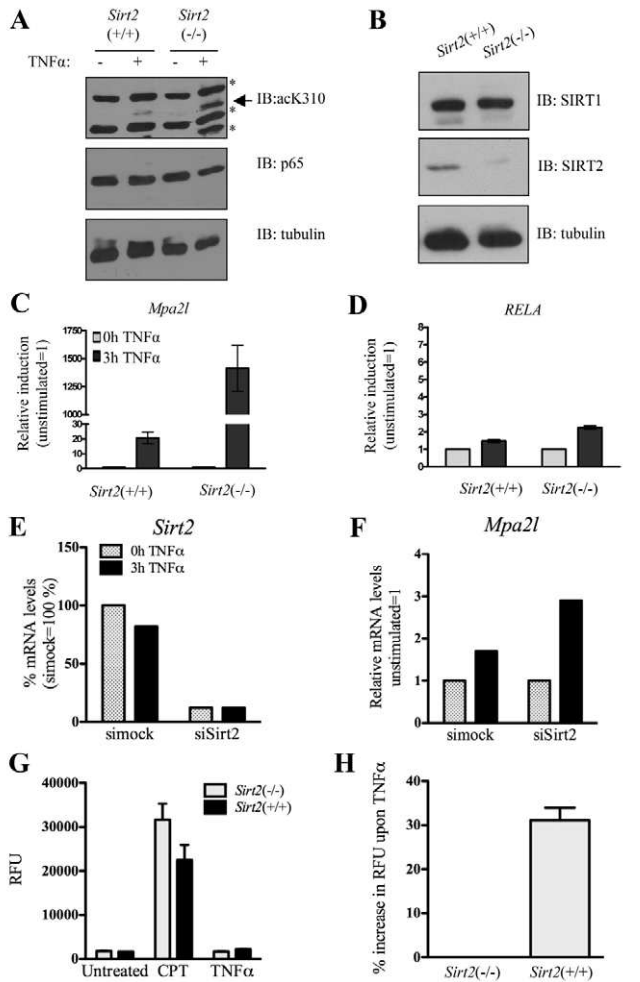 A
Sirt2 (+/+) Sirt2 (-/-)
TNFα: - + - +
*
IB:acK310
*
*
IB: p65
IB: tubulin
B
Sirt2(+/+) Sirt2(-/-)
IB: SIRT1
IB: SIRT2
IB: tubulin
C
Mpa2l
Relative induction
(unstimulated=1)
1750
1500
1250
1000
30
20
10
0
0h TNFα
3h TNFα
Sirt2(+/+) Sirt2(-/-)
D
RELA
Relative induction
(unstimulated=1)
8
7
6
5
4
3
2
1
0
Sirt2(+/+) Sirt2(-/-)
E
Sirt2
% mRNA levels
(simock=100 %)
150
100
50
0
0h TNFα
3h TNFα
simock siSirt2
F
Mpa2l
Relative mRNA levels
unstimulated=1
4
3
2
1
0
simock siSirt2
G
RFU
40000
30000
20000
10000
0
Sirt2(-/-)
Sirt2(+/+)
Untreated CPT TNFα
H
% increase in RFU upon TNFα
40
30
20
10
0
Sirt2(-/-) Sirt2(+/+)